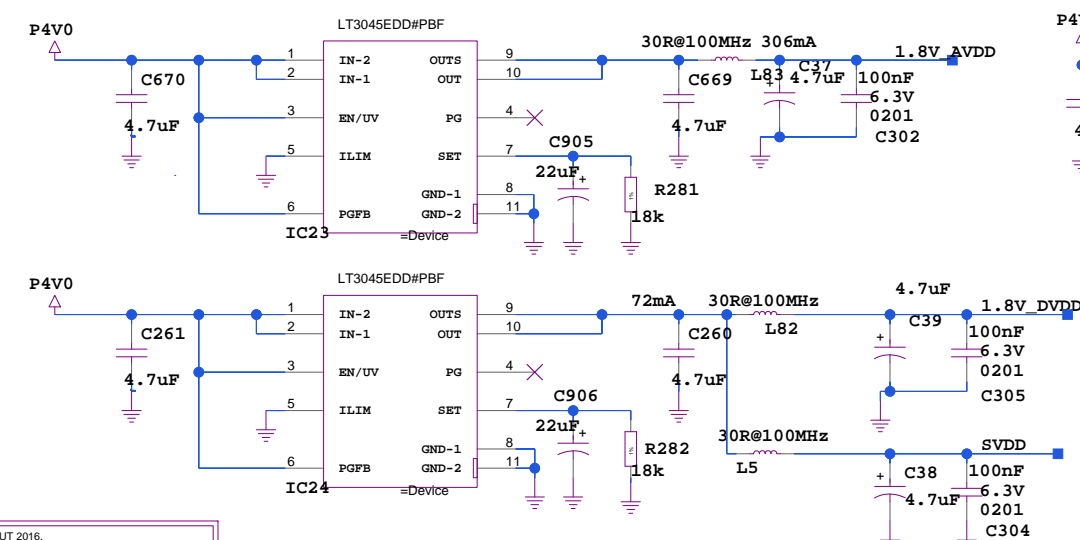 LT3045EDD#PBF
P4V0
P4V
30R@100MHz 306mA
1.8V_AVDD
1 IN-2 OUTS 9
2 IN-1 OUT 10
C670
4.7uF
C669
4.7uF
L83
C37
4.7uF
100nF
6.3V
0201
C302
3 EN/UV PG 4
5 ILIM SET 7
C905
22uF
1%
R281
18k
GND-1 8
6 PGFB GND-2 11
IC23
=Device
LT3045EDD#PBF
P4V0
4.7uF
72mA
30R@100MHz
1.8V_DVDD
1 IN-2 OUTS 9
2 IN-1 OUT 10
C261
4.7uF
C260
4.7uF
L82
C39
100nF
6.3V
0201
C305
3 EN/UV PG 4
5 ILIM SET 7
C906
22uF
1%
R282
18k
30R@100MHz
L5
SVDD
GND-1 8
6 PGFB GND-2 11
IC24
=Device
C38
4.7uF
100nF
6.3V
0201
C304
UT 2016.